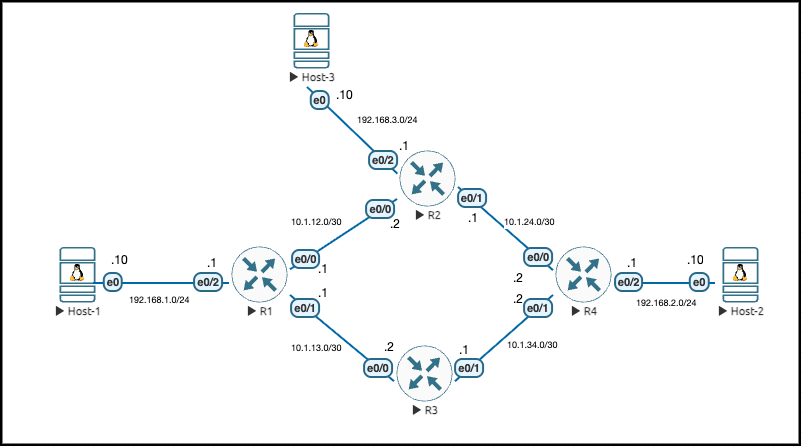 Host-3
e0
.10
192.168.3.0/24
.1
e0/2
R2
e0/0
.2
e0/1
.1
10.1.12.0/30
10.1.24.0/30
Host-1
.10
e0
192.168.1.0/24
.1
e0/2
R1
e0/0
.1
.1
e0/1
10.1.13.0/30
.2
e0/0
R3
.1
e0/1
10.1.34.0/30
e0/0
.2
.2
e0/1
R4
.1
e0/2
192.168.2.0/24
.10
e0
Host-2